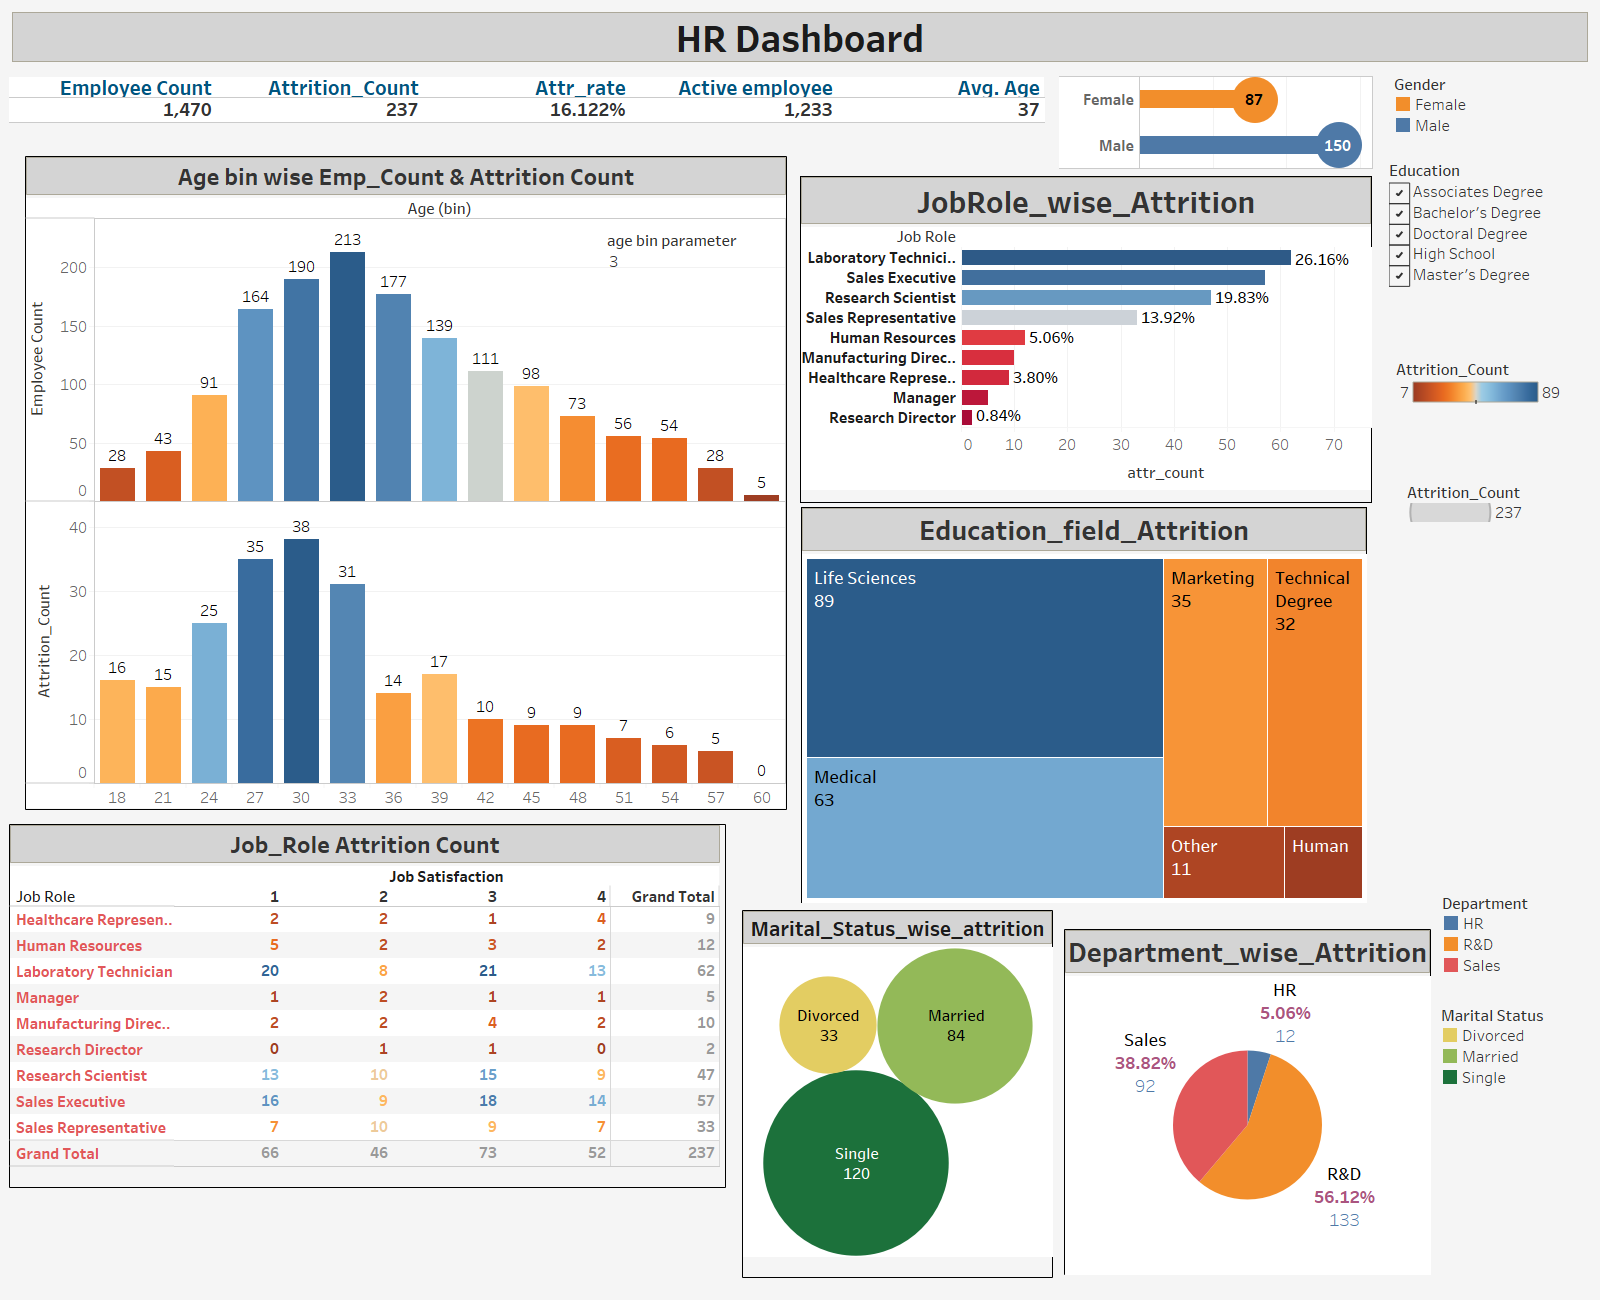 HR Dashboard
Employee Count Attrition_Count Attr_rate Active employee Avg. Age
1,470 237 16.122% 1,233 37
Female 87
Male 150
Gender
Female
Male
Education
Associates Degree
Bachelor's Degree
Doctoral Degree
High School
Master's Degree
Age bin wise Emp_Count & Attrition Count
Age (bin)
age bin parameter
3
Employee Count
200
150
100
50
0
28 43 91 164 190 213 177 139 111 98 73 56 54 28 5
Attrition_Count
40
30
20
10
0
16 15 25 35 38 31 14 17 10 9 9 7 6 5 0
18 21 24 27 30 33 36 39 42 45 48 51 54 57 60
JobRole_wise_Attrition
Job Role
Laboratory Technici.. 26.16%
Sales Executive
Research Scientist 19.83%
Sales Representative 13.92%
Human Resources 5.06%
Manufacturing Direc..
Healthcare Represe.. 3.80%
Manager
Research Director 0.84%
0 10 20 30 40 50 60 70
attr_count
Attrition_Count
7 89
Attrition_Count
237
Education_field_Attrition
Life Sciences
89
Medical
63
Marketing
35
Technical
Degree
32
Other
11
Human
Job_Role Attrition Count
Job Satisfaction
Job Role 1 2 3 4 Grand Total
Healthcare Represen.. 2 2 1 4 9
Human Resources 5 2 3 2 12
Laboratory Technician 20 8 21 13 62
Manager 1 2 1 1 5
Manufacturing Direc.. 2 2 4 2 10
Research Director 0 1 1 0 2
Research Scientist 13 10 15 9 47
Sales Executive 16 9 18 14 57
Sales Representative 7 10 9 7 33
Grand Total 66 46 73 52 237
Marital_Status_wise_attrition
Divorced
33
Married
84
Single
120
Department_wise_Attrition
HR
5.06%
12
Sales
38.82%
92
R&D
56.12%
133
Department
HR
R&D
Sales
Marital Status
Divorced
Married
Single